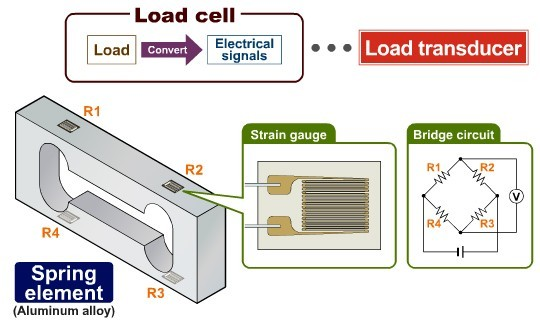 Load cell
Load
Convert
Electrical
signals
Load transducer
R1
R2
R4
R3
Spring
element
(Aluminum alloy)
Strain gauge
Bridge circuit
R1
R2
V
R4
R3